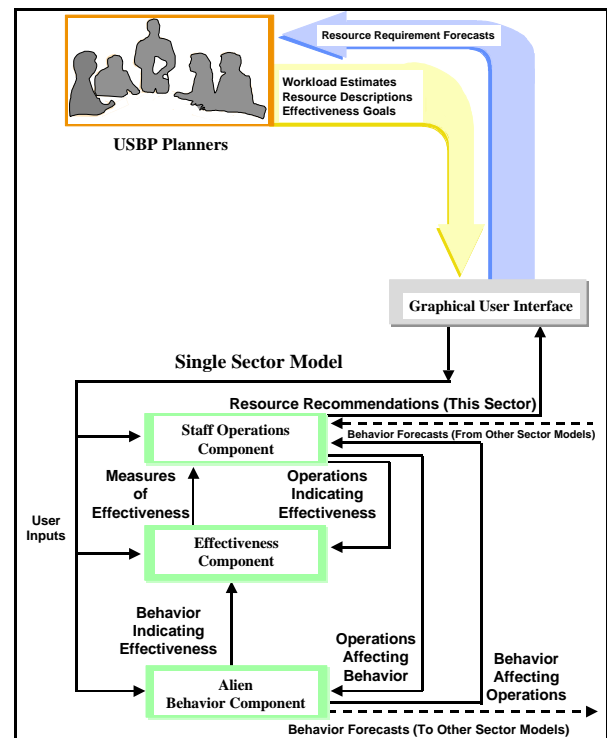 Resource Requirement Forecasts
Workload Estimates
Resource Descriptions
Effectiveness Goals
USBP Planners
Graphical User Interface
Single Sector Model
Resource Recommendations (This Sector)
Staff Operations
Component
Behavior Forecasts (From Other Sector Models)
Measures
of
Effectiveness
Operations
Indicating
Effectiveness
User
Inputs
Effectiveness
Component
Behavior
Indicating
Effectiveness
Operations
Affecting
Behavior
Behavior
Affecting
Operations
Alien
Behavior Component
Behavior Forecasts (To Other Sector Models)